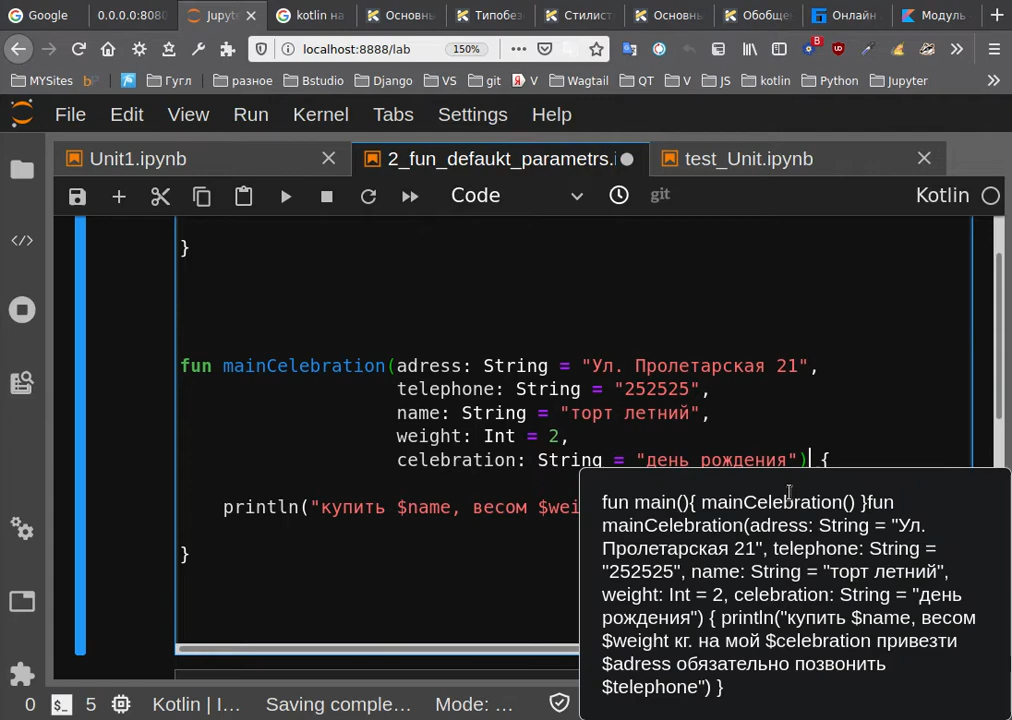 Google
0.0.0.0:8080
Jupyte
kotlin на
Основн
Типобез
Стилист
Основн
Обобще
Онлайн
Модуль
localhost:8888/lab
150%
B
MYSites
bp
Гугл
разное
Bstudio
Django
VS
git
Я V
Wagtail
QT
V
JS
kotlin
Python
Jupyter
File Edit View Run Kernel Tabs Settings Help
Unit1.ipynb
2_fun_defaukt_parametrs.i
test_Unit.ipynb
Code
git
Kotlin
}
fun mainCelebration(adress: String = "Ул. Пролетарская 21",
telephone: String = "252525",
name: String = "торт летний",
weight: Int = 2,
celebration: String = "день рождения") {
println("купить $name, весом $wei
}
fun main(){ mainCelebration() }fun
mainCelebration(adress: String = "Ул.
Пролетарская 21", telephone: String =
"252525", name: String = "торт летний",
weight: Int = 2, celebration: String = "день
рождения") { println("купить $name, весом
$weight кг. на мой $celebration привезти
$adress обязательно позвонить
$telephone") }
0
$_
5
Kotlin | I…
Saving comple…
Mode: …